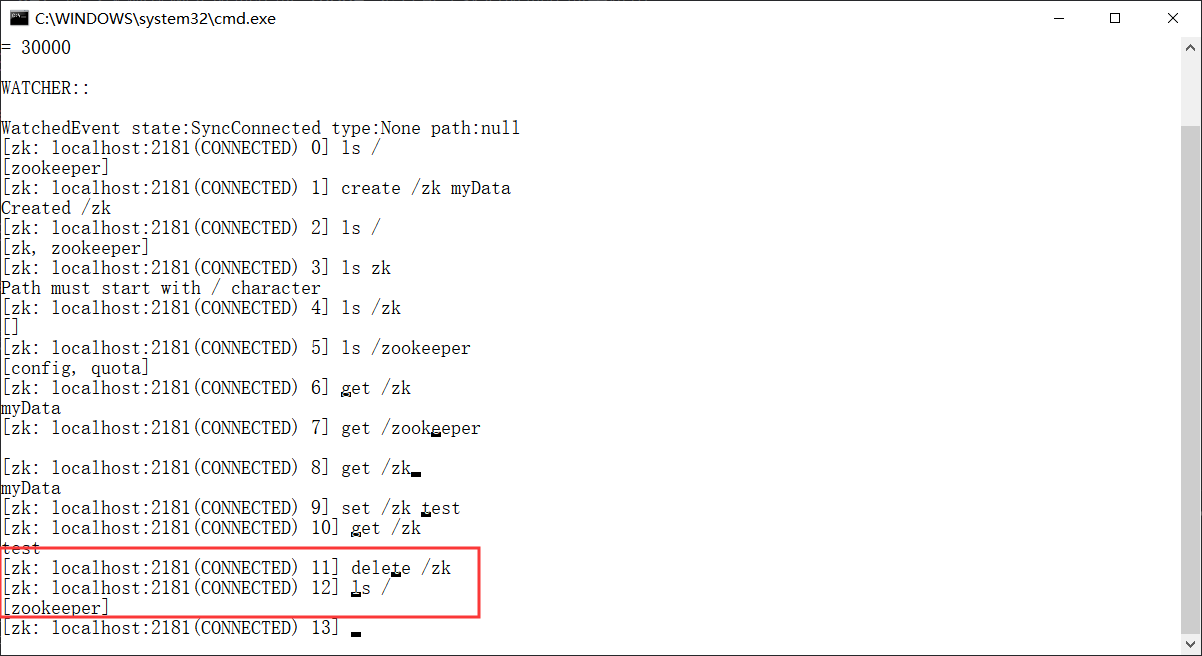 C:\WINDOWS\system32\cmd.exe
= 30000
WATCHER::
WatchedEvent state:SyncConnected type:None path:null
[zk: localhost:2181(CONNECTED) 0] ls /
[zookeeper]
[zk: localhost:2181(CONNECTED) 1] create /zk myData
Created /zk
[zk: localhost:2181(CONNECTED) 2] ls /
[zk, zookeeper]
[zk: localhost:2181(CONNECTED) 3] ls zk
Path must start with / character
[zk: localhost:2181(CONNECTED) 4] ls /zk
[]
[zk: localhost:2181(CONNECTED) 5] ls /zookeeper
[config, quota]
[zk: localhost:2181(CONNECTED) 6] get /zk
myData
[zk: localhost:2181(CONNECTED) 7] get /zookeeper
[zk: localhost:2181(CONNECTED) 8] get /zk
myData
[zk: localhost:2181(CONNECTED) 9] set /zk test
[zk: localhost:2181(CONNECTED) 10] get /zk
test
[zk: localhost:2181(CONNECTED) 11] delete /zk
[zk: localhost:2181(CONNECTED) 12] ls /
[zookeeper]
[zk: localhost:2181(CONNECTED) 13]